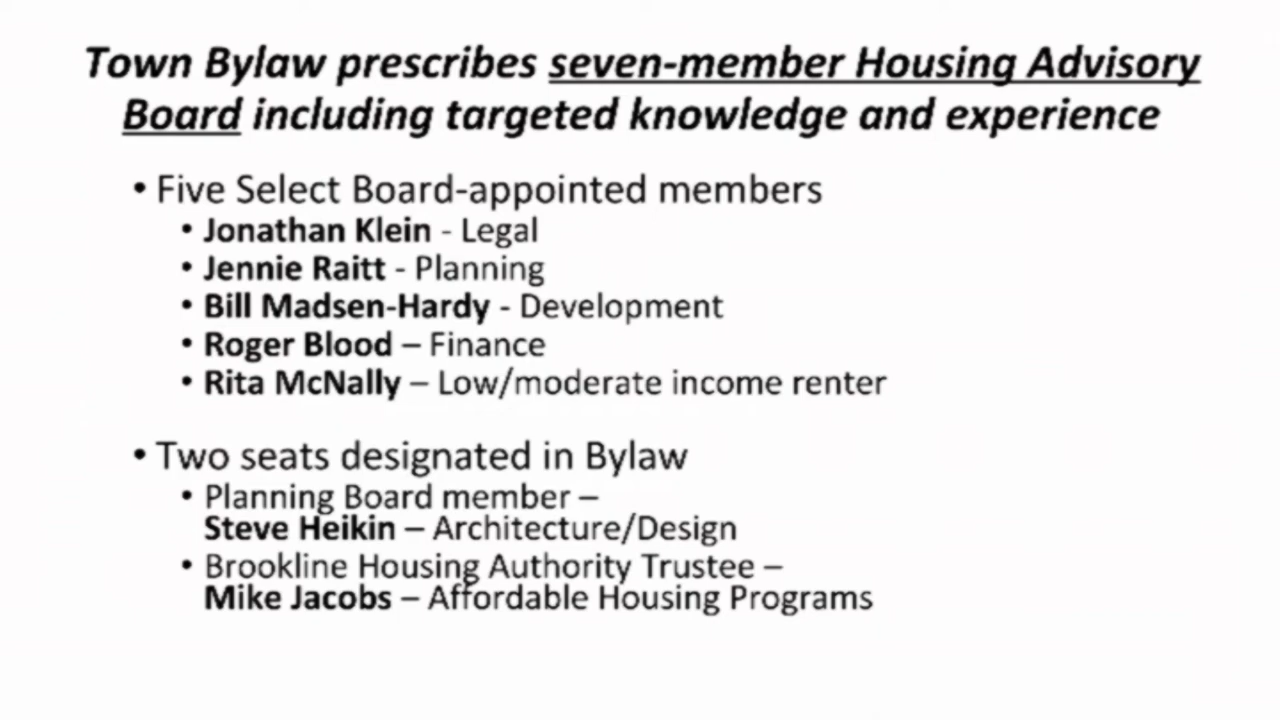 Town Bylaw prescribes seven-member Housing Advisory
Board including targeted knowledge and experience
• Five Select Board-appointed members
• Jonathan Klein - Legal
• Jennie Raitt - Planning
• Bill Madsen-Hardy - Development
• Roger Blood – Finance
• Rita McNally – Low/moderate income renter
• Two seats designated in Bylaw
• Planning Board member –
Steve Heikin – Architecture/Design
• Brookline Housing Authority Trustee –
Mike Jacobs – Affordable Housing Programs